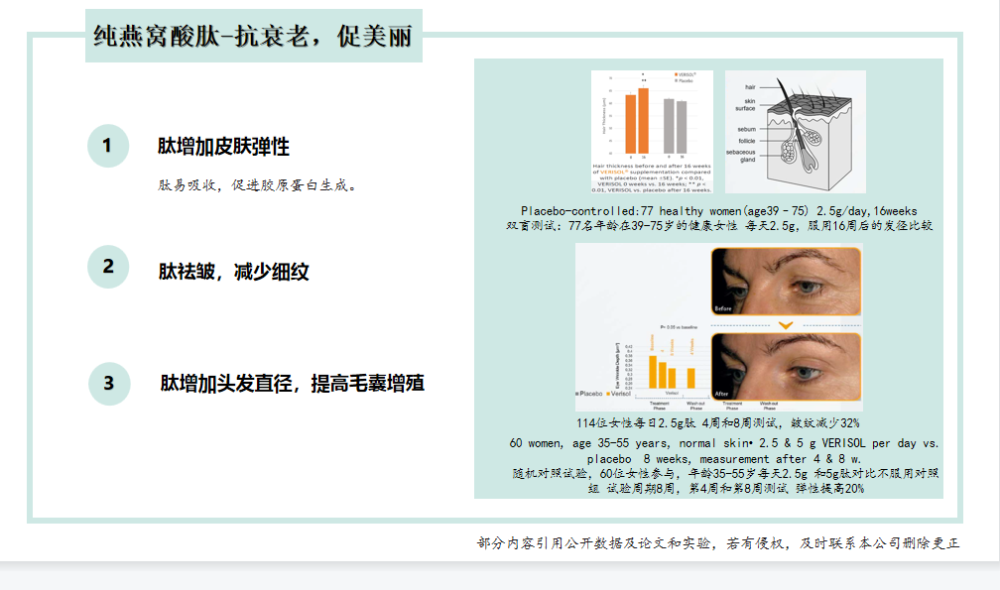 纯燕窝酸肽-抗衰老，促美丽
1
肽增加皮肤弹性
肽易吸收，促进胶原蛋白生成。
2
肽祛皱，减少细纹
3
肽增加头发直径，提高毛囊增殖
VERISOL®
Placebo
Hair thickness before and after 16 weeks
of VERISOL® supplementation compared
with placebo (mean ±SE). *p < 0.01,
VERISOL 0 weeks vs. 16 weeks; ** p <
0.01, VERISOL vs. placebo after 16 weeks.
hair
skin
surface
sebum
follicle
sebaceous
gland
Placebo-controlled:77 healthy women(age39–75) 2.5g/day,16weeks
双盲测试：77名年龄在39-75岁的健康女性 每天2.5g，服用16周后的发径比较
Before
After
P< 0.05 vs baseline
Eye Wrinkle Depth
Placebo Verisol
Verisol
Treatment
Phase
Wash-out
Phase
Treatment
Phase
Wash-out
Phase
114位女性每日2.5g肽 4周和8周测试，皱纹减少32%
60 women, age 35-55 years, normal skin• 2.5 & 5 g VERISOL per day vs.
placebo 8 weeks, measurement after 4 & 8 w.
随机对照试验，60位女性参与，年龄35-55岁每天2.5g 和5g肽对比不服用对照
组 试验周期8周，第4周和第8周测试 弹性提高20%
部分内容引用公开数据及论文和实验，若有侵权，及时联系本公司删除更正